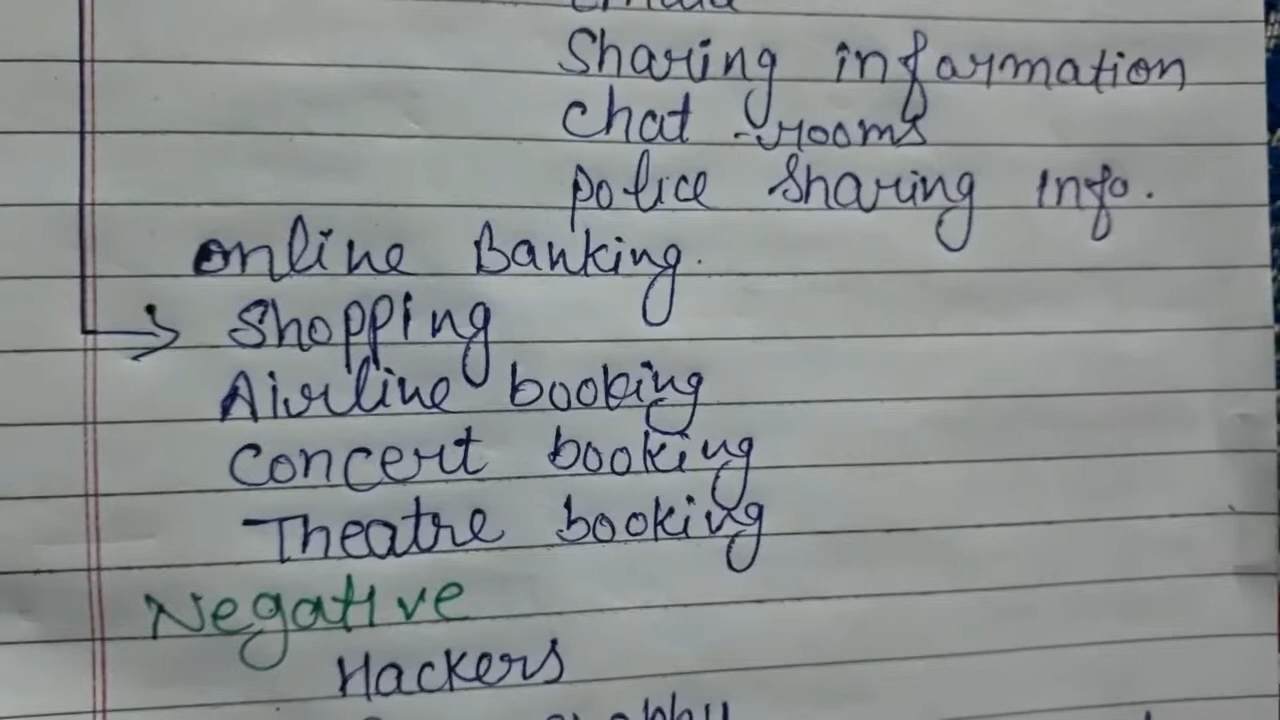 Sharing information
Chat -rooms
police sharing Info.
online Banking.
Shopping
Airline booking
Concert booking
Theatre booking
Negative
Hackers